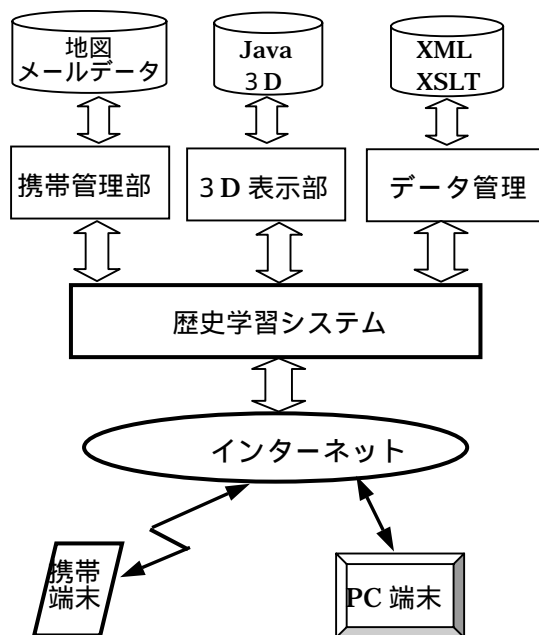 地図
メールデータ
Java
３D
XML
XSLT
携帯管理部
３D 表示部
データ管理
歴史学習システム
インターネット
携帯
端末
PC 端末